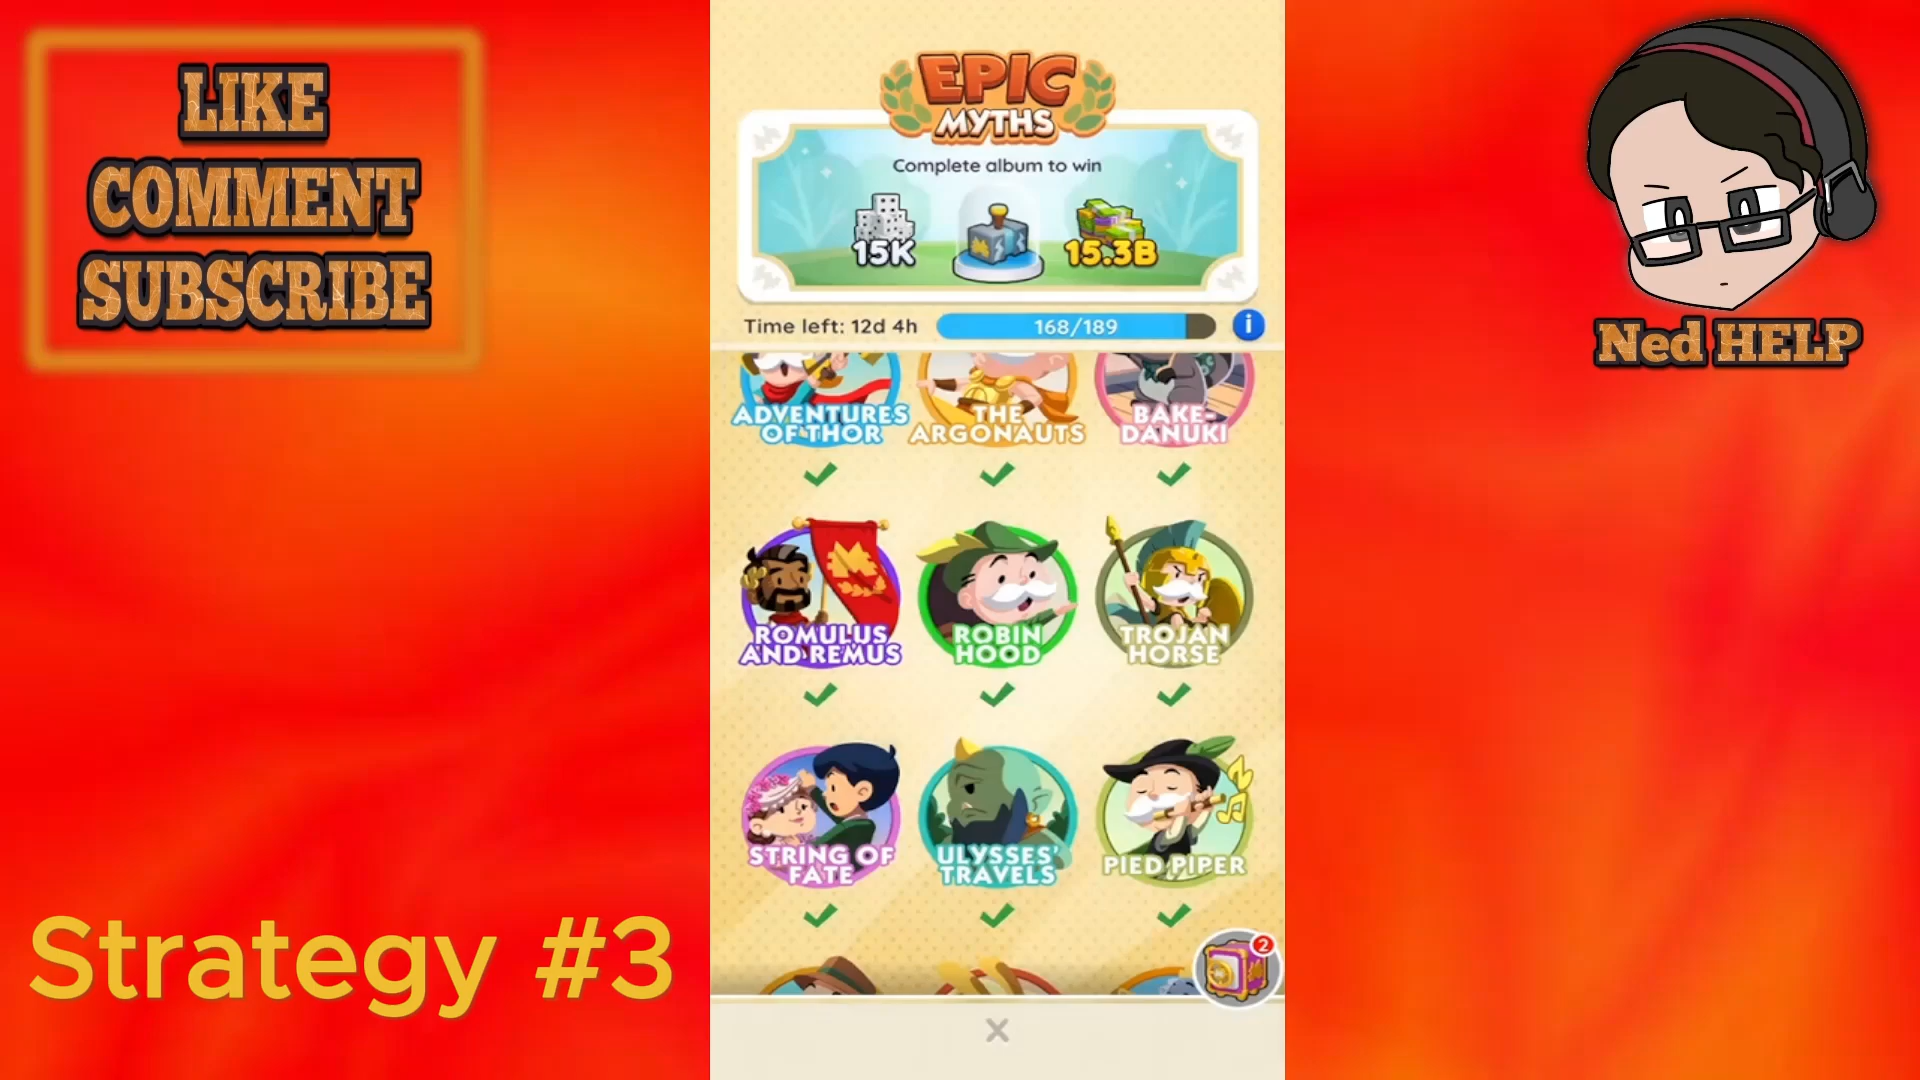 LIKE
COMMENT
SUBSCRIBE
EPIC
MYTHS
Complete album to win
15K
15.3B
Time left: 12d 4h
168/189
i
Ned HELP
ADVENTURES
OF THOR
THE
ARGONAUTS
BAKE-
DANUKI
ROMULUS
AND REMUS
ROBIN
HOOD
TROJAN
HORSE
STRING OF
FATE
ULYSSES'
TRAVELS
PIED PIPER
2
Strategy #3